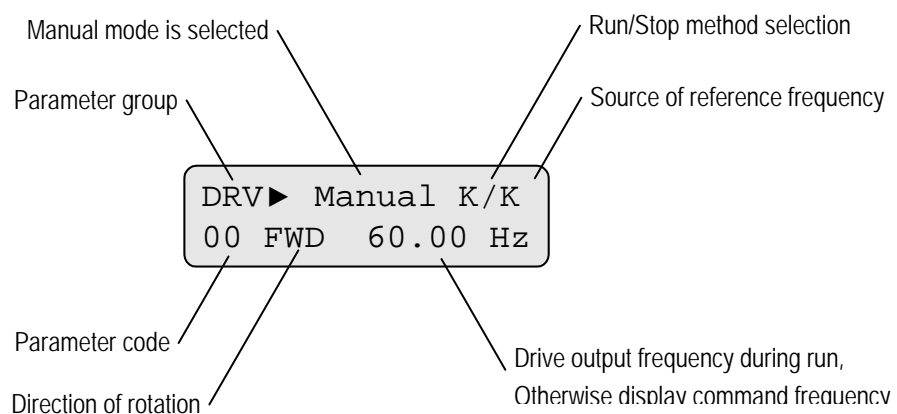 Manual mode is selected
Run/Stop method selection
Parameter group
Source of reference frequency
DRV► Manual K/K
00 FWD 60.00 Hz
Parameter code
Direction of rotation
Drive output frequency during run,
Otherwise display command frequency